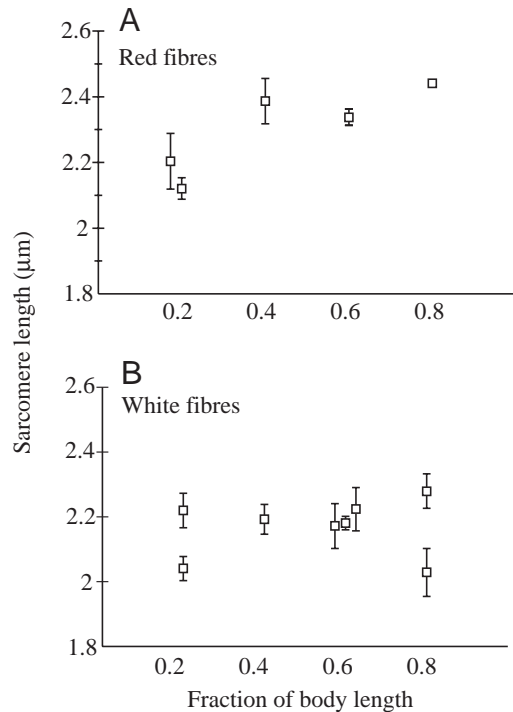 A
Red fibres
2.6
2.4
2.2
2
1.8
0.2 0.4 0.6 0.8
Sarcomere length (μm)
B
White fibres
2.6
2.4
2.2
2
1.8
0.2 0.4 0.6 0.8
Fraction of body length